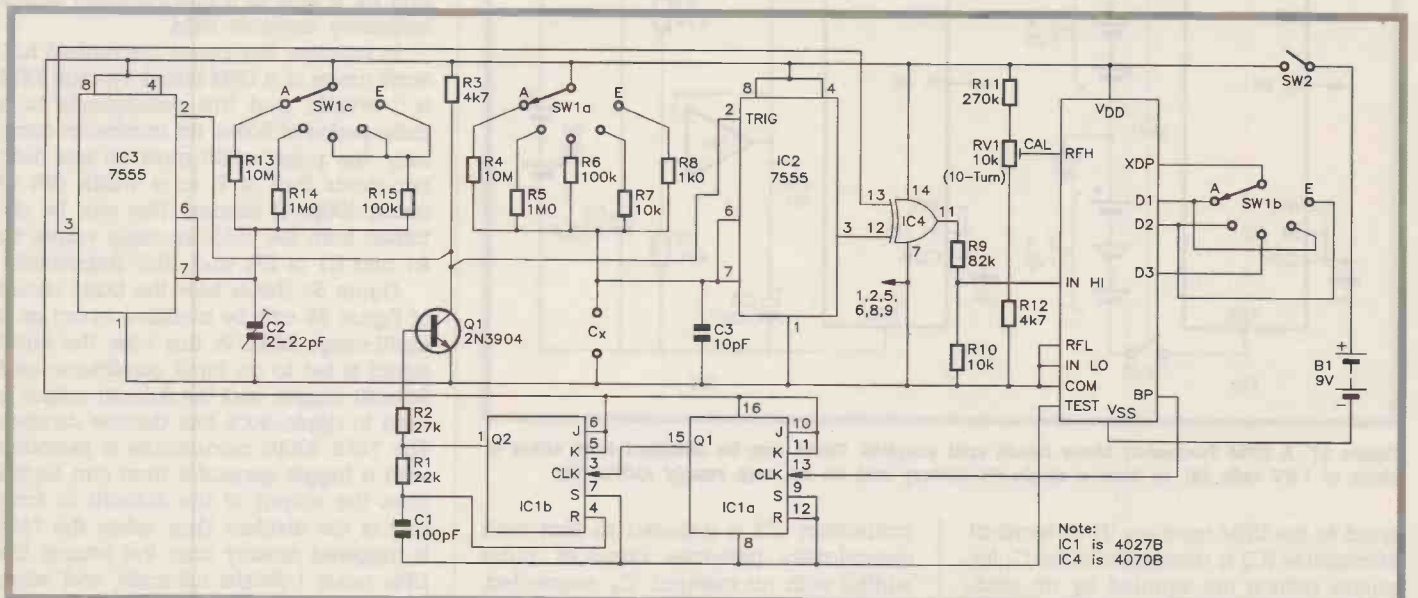 8
4
2
IC3
7555
6
3
7
1
A
SW1c
E
R13
10M
R14
1M0
R15
100k
C2
2–22pF
R3
4k7
Q1
2N3904
R2
27k
R1
22k
C1
100pF
A
SW1a
E
R4
10M
R5
1M0
R6
100k
R7
10k
R8
1k0
Cx
C3
10pF
8
4
2
TRIG
IC2
7555
6
3
7
1
13
14
12
11
IC4
7
1,2,5,
6,8,9
R9
82k
R10
10k
R11
270k
RV1
10k
(10–Turn)
CAL
R12
4k7
VDD
RFH
XDP
D1
D2
D3
IN HI
RFL
IN LO
COM
TEST
VSS
BP
A
SW1b
E
SW2
+
B1
9V
–
1
Q2
J
6
K
5
CLK
3
S
7
R
4
IC1b
16
15
Q1
J
10
K
11
CLK
13
S
9
R
12
IC1a
8
Note:
IC1 is 4027B
IC4 is 4070B